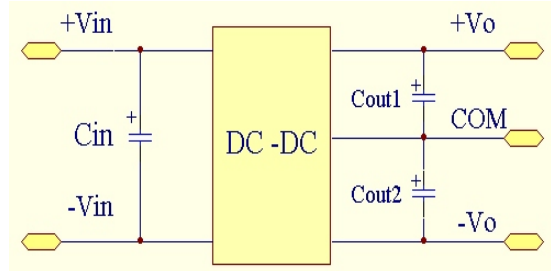 +Vin
+Vo
+
Cout1
COM
+
Cin
DC -DC
+
Cout2
-Vin
-Vo